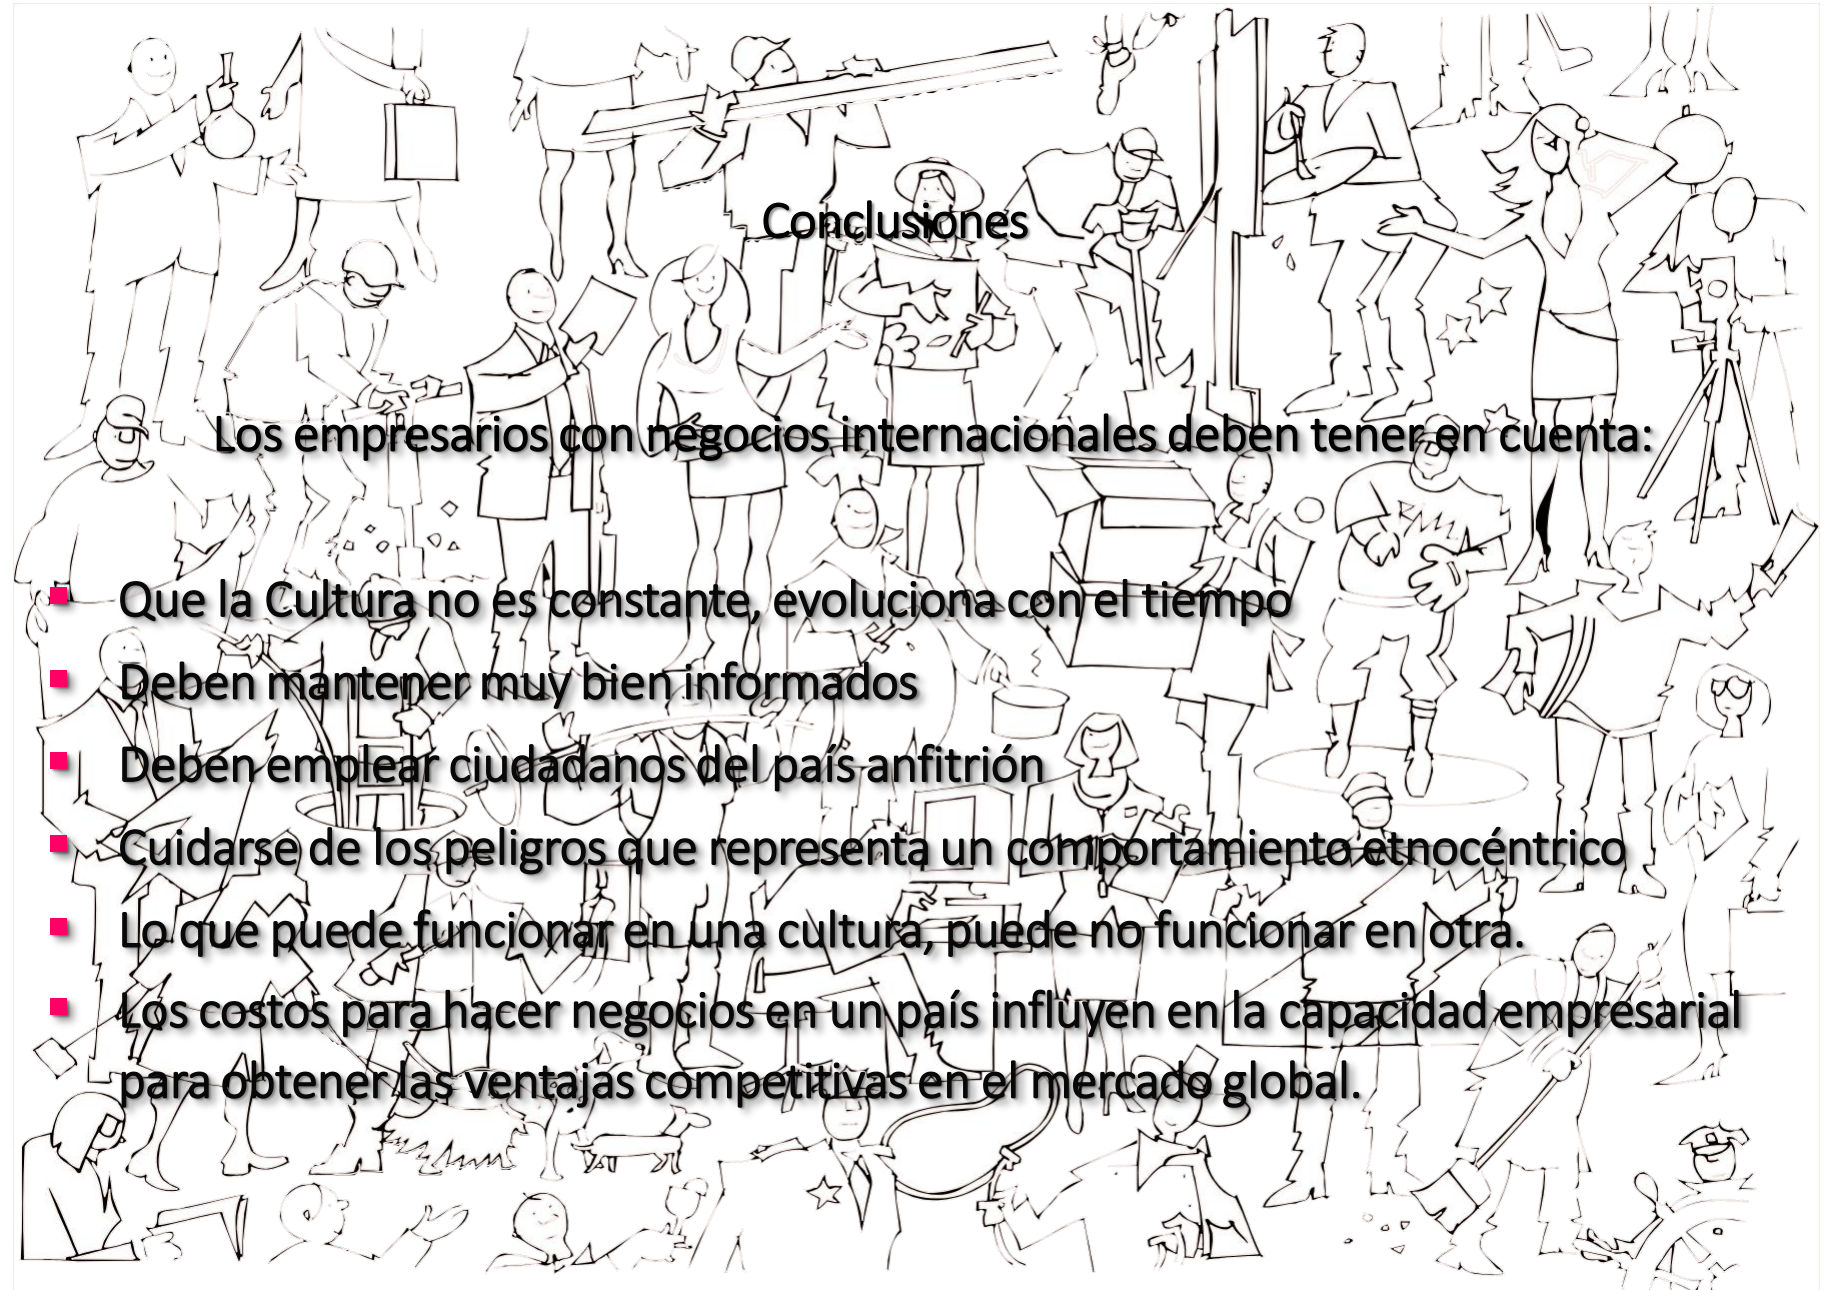 Conclusiones
Los empresarios con negocios internacionales deben tener en cuenta:
▪ Que la Cultura no es constante, evoluciona con el tiempo
▪ Deben mantener muy bien informados
▪ Deben emplear ciudadanos del país anfitrión
▪ Cuidarse de los peligros que representa un comportamiento etnocéntrico
▪ Lo que puede funcionar en una cultura, puede no funcionar en otra.
▪ Los costos para hacer negocios en un país influyen en la capacidad empresarial
para obtener las ventajas competitivas en el mercado global.